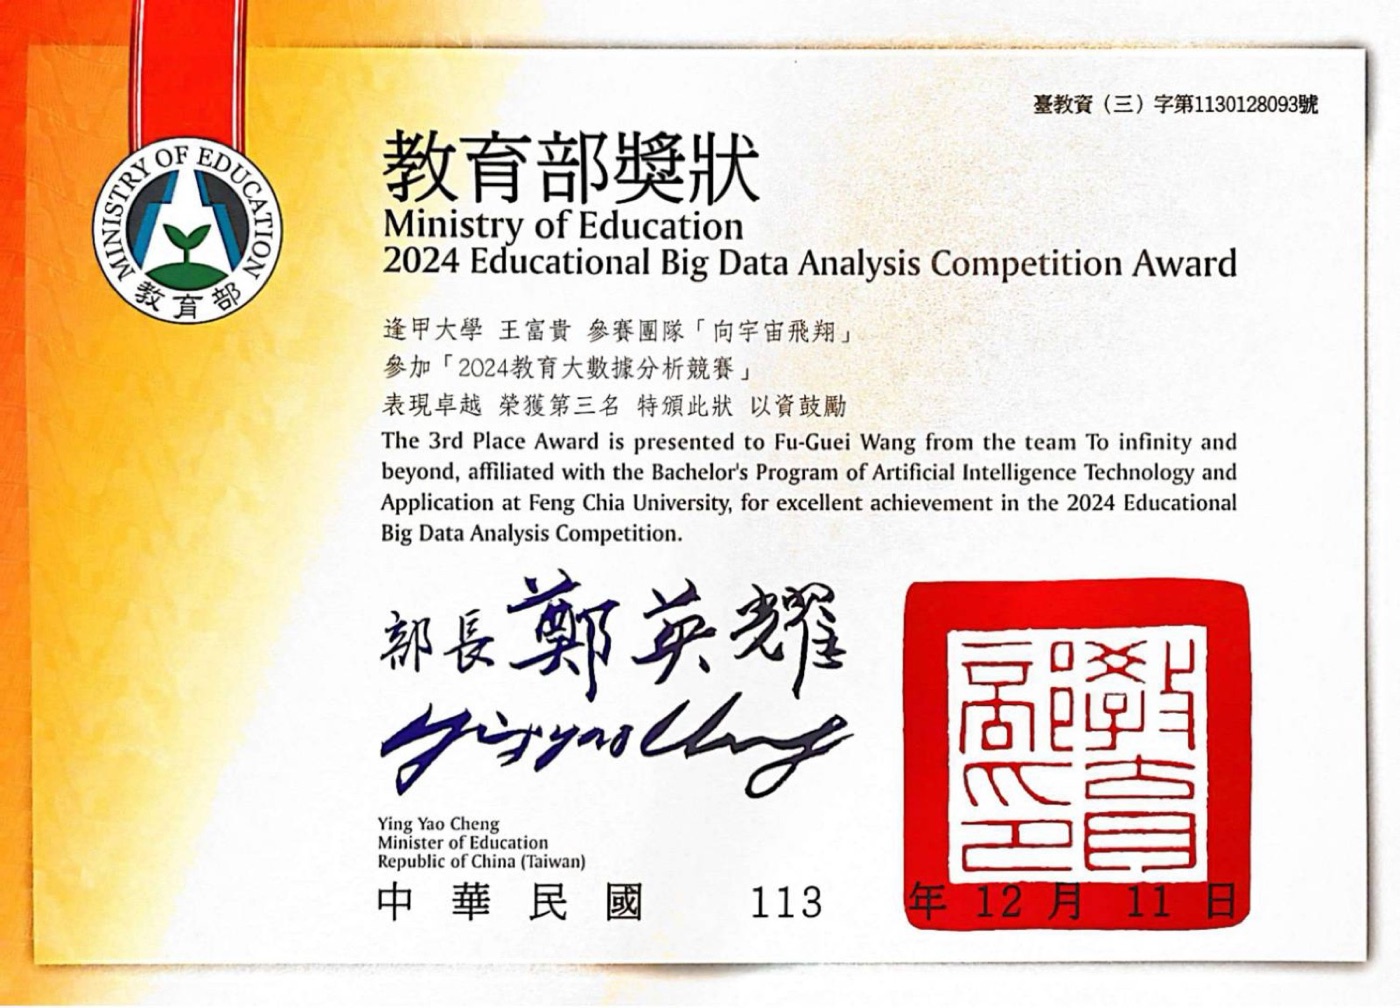 臺教資（三）字第1130128093號
MINISTRY OF EDUCATION
教育部
教育部獎狀
Ministry of Education
2024 Educational Big Data Analysis Competition Award
逢甲大學 王富貴 參賽團隊「向宇宙飛翔」
參加「2024教育大數據分析競賽」
表現卓越 榮獲第三名 特頒此狀 以資鼓勵
The 3rd Place Award is presented to Fu-Guei Wang from the team To infinity and
beyond, affiliated with the Bachelor's Program of Artificial Intelligence Technology and
Application at Feng Chia University, for excellent achievement in the 2024 Educational
Big Data Analysis Competition.
部長 鄭英耀
Yingyao Cheng
教育部印
Ying Yao Cheng
Minister of Education
Republic of China (Taiwan)
中華民國 113 年 12 月 11 日